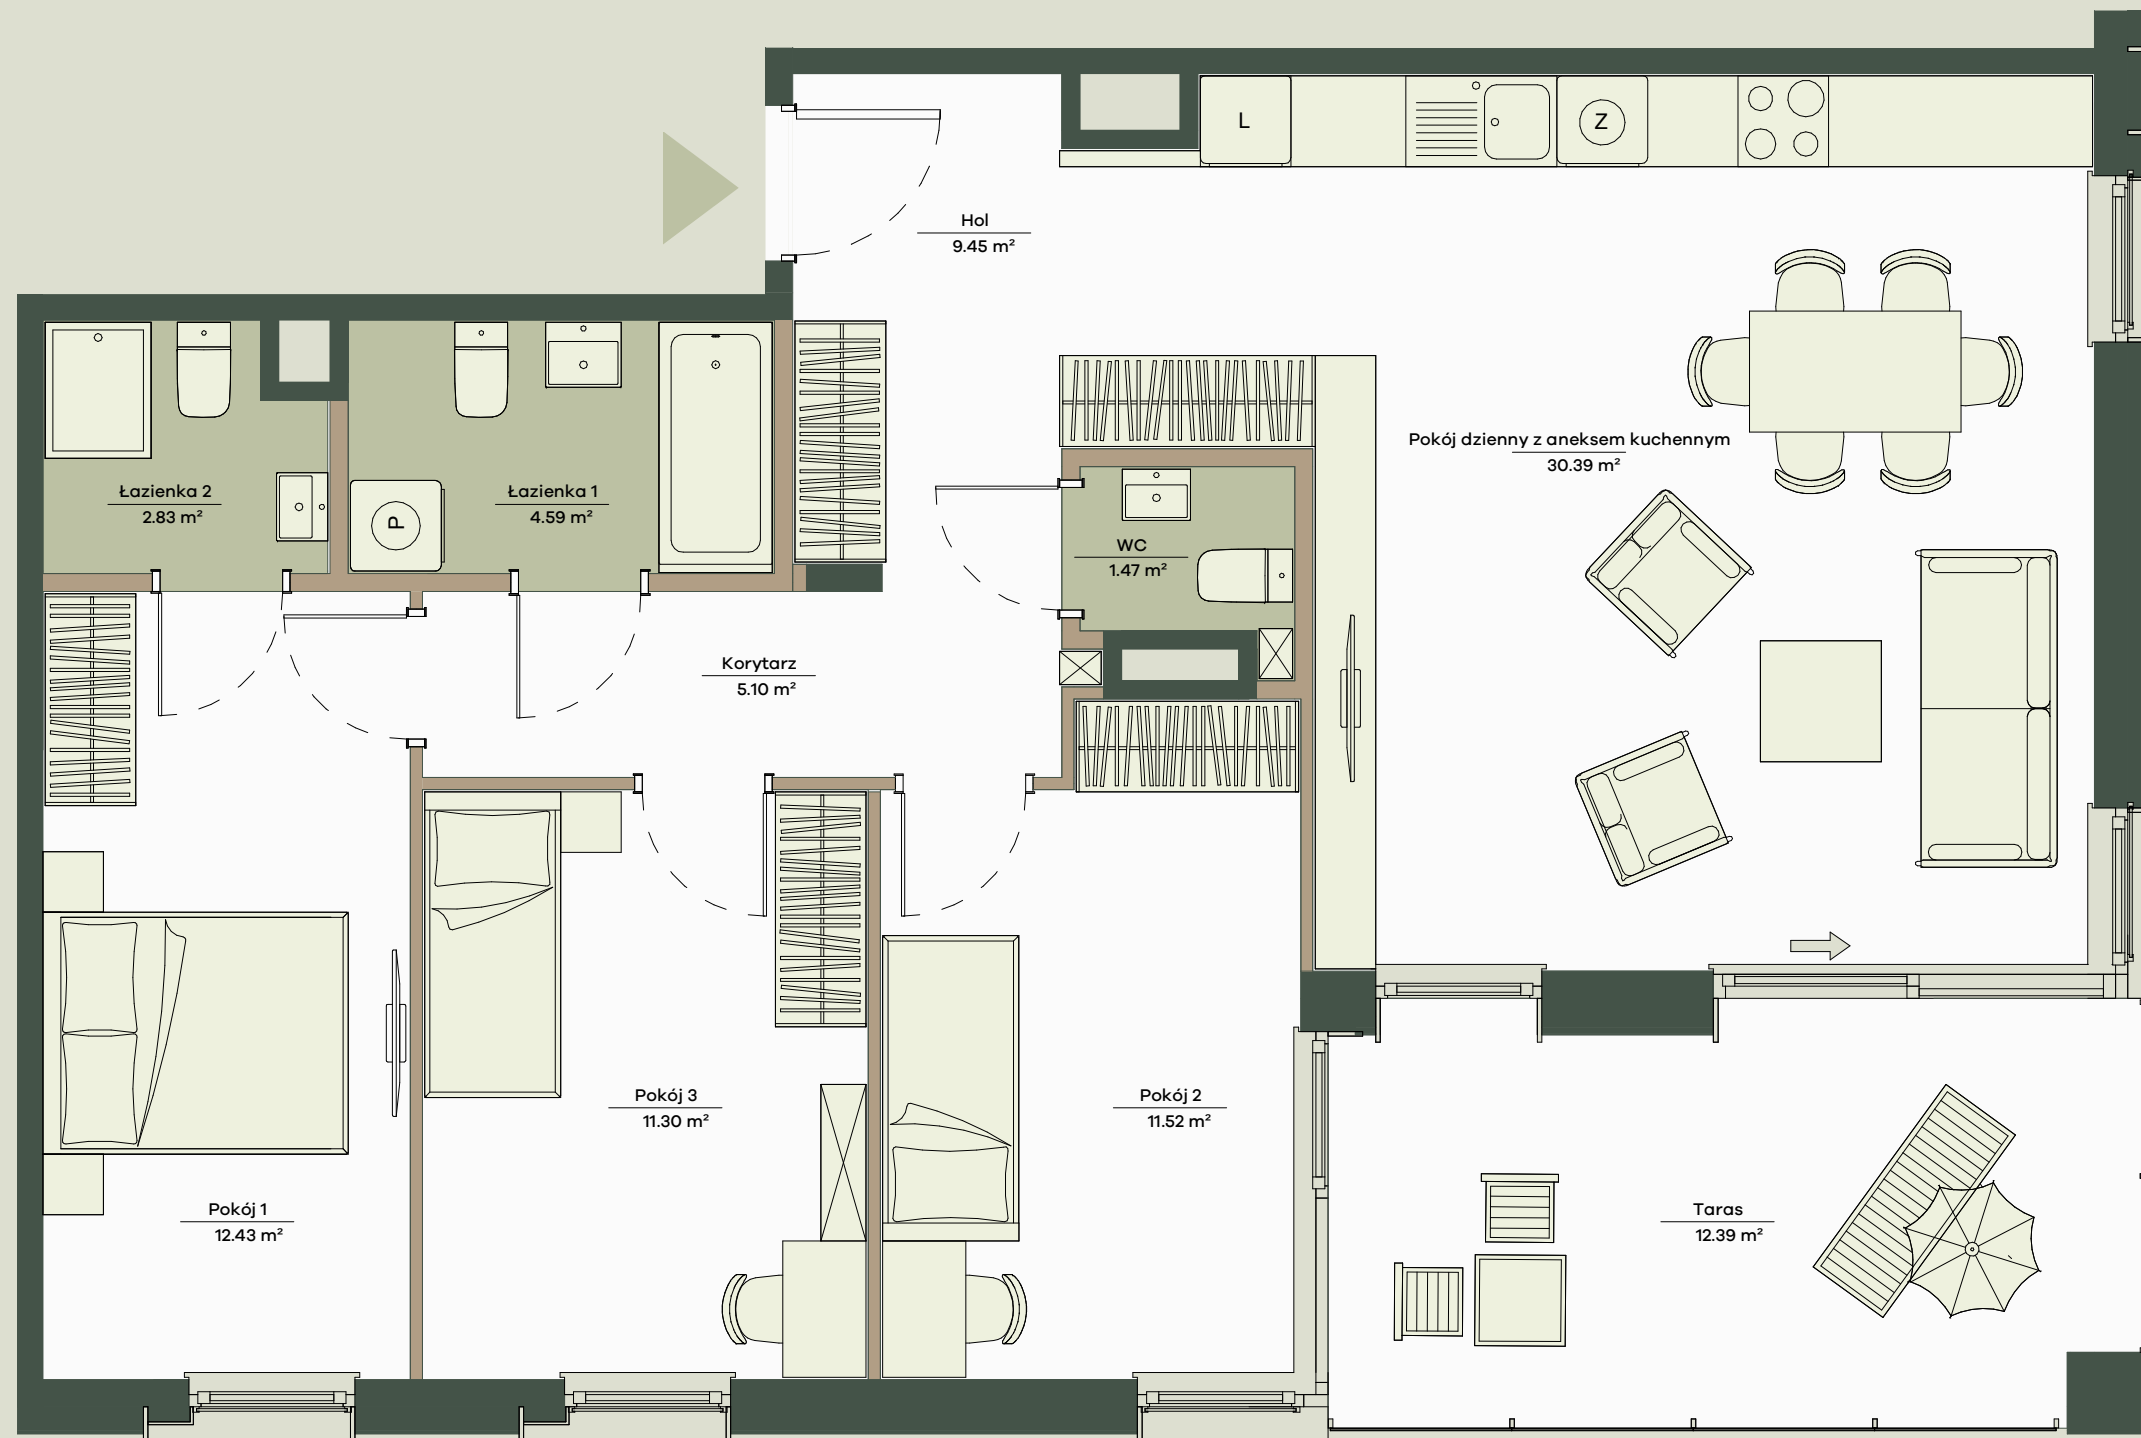 L
Z
Hol
9.45 m²
Pokój dzienny z aneksem kuchennym
30.39 m²
Łazienka 2
2.83 m²
P
Łazienka 1
4.59 m²
WC
1.47 m²
Korytarz
5.10 m²
Pokój 3
11.30 m²
Pokój 2
11.52 m²
Pokój 1
12.43 m²
Taras
12.39 m²